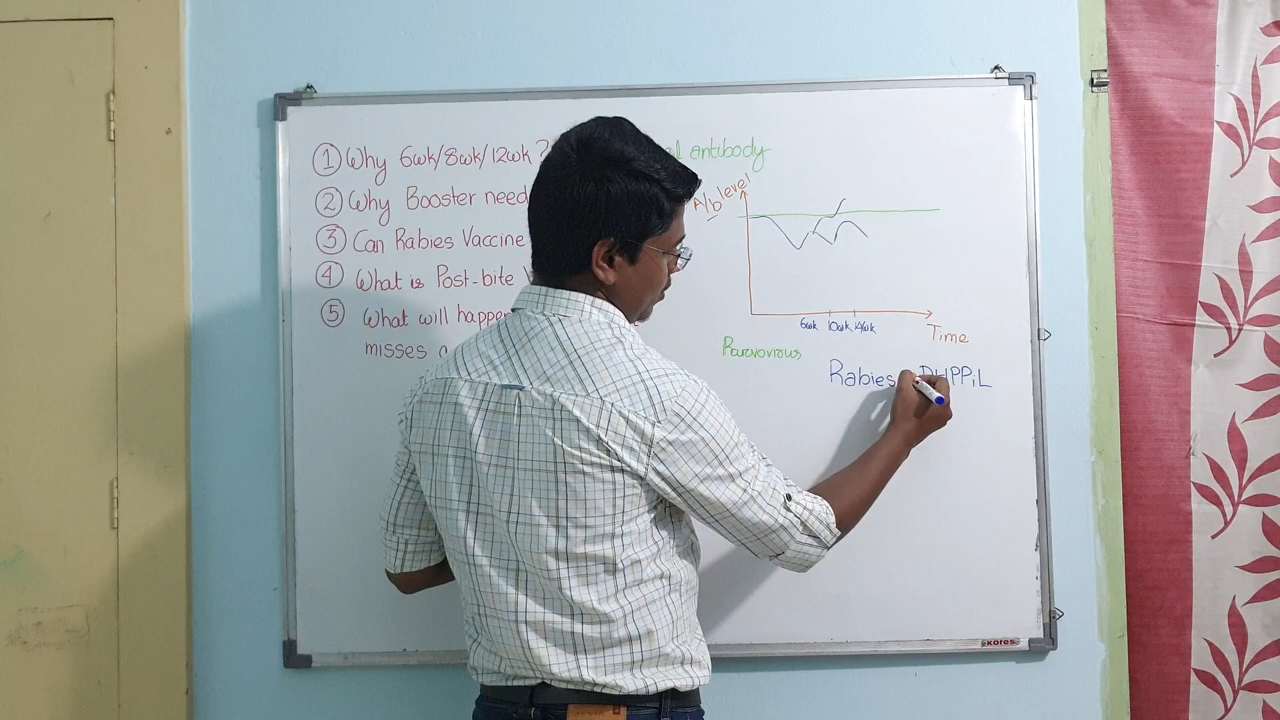 ① Why 6wk/8wk/12wk ?
② Why Booster need
③ Can Rabies Vaccine
④ What is Post-bite
⑤ What will happen
misses
antibody
A/b level
6wk 10wk 14wk
Time
Parvovirous
Rabies DHPPiL
KORES